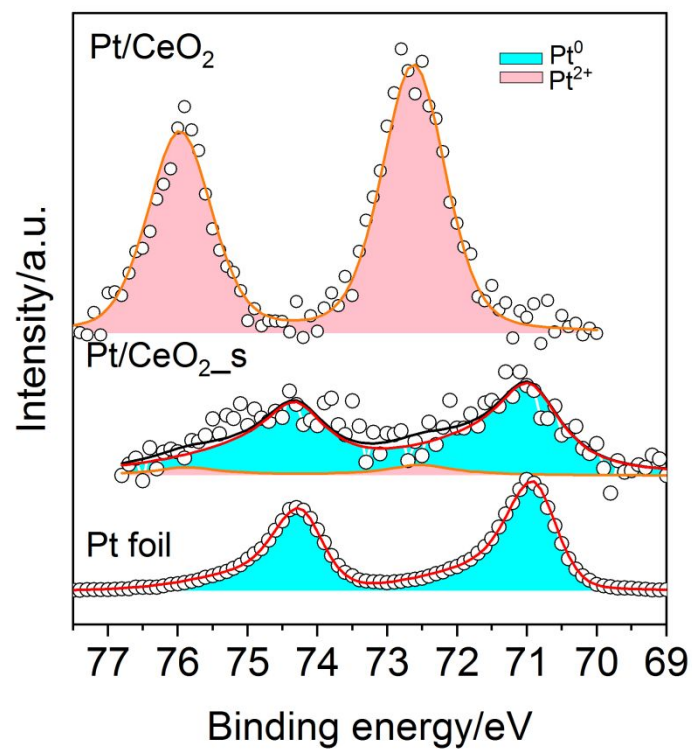 Pt/CeO₂
Pt⁰
Pt²⁺
Pt/CeO₂_s
Pt foil
Intensity/a.u.
77 76 75 74 73 72 71 70 69
Binding energy/eV